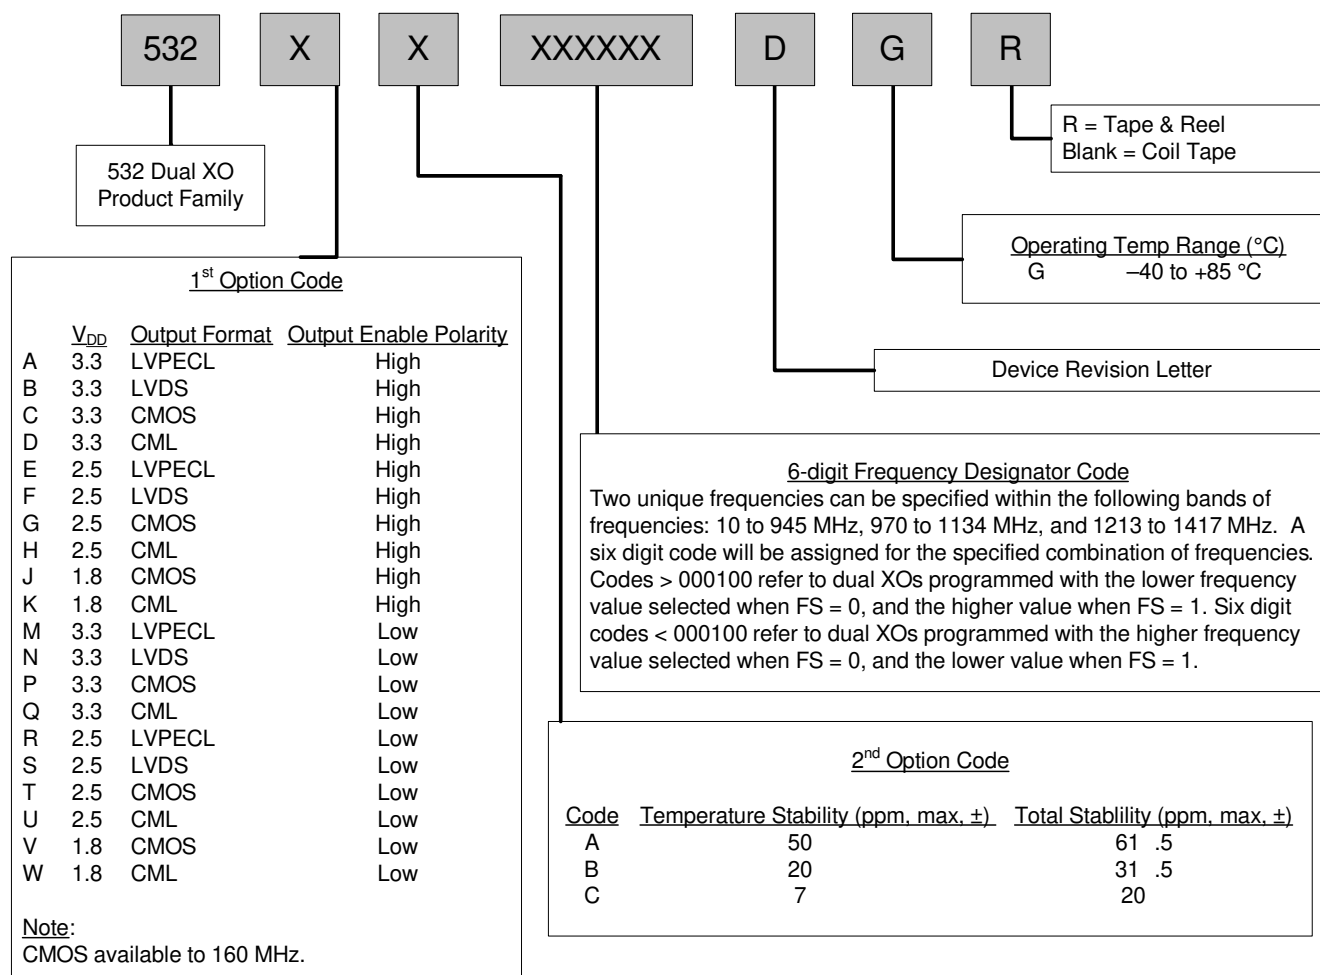 532 X X XXXXXX D G R
R = Tape & Reel
Blank = Coil Tape
532 Dual XO
Product Family
Operating Temp Range (°C)
G –40 to +85 °C
Device Revision Letter
1st Option Code
VDD Output Format Output Enable Polarity
A 3.3 LVPECL High
B 3.3 LVDS High
C 3.3 CMOS High
D 3.3 CML High
E 2.5 LVPECL High
F 2.5 LVDS High
G 2.5 CMOS High
H 2.5 CML High
J 1.8 CMOS High
K 1.8 CML High
M 3.3 LVPECL Low
N 3.3 LVDS Low
P 3.3 CMOS Low
Q 3.3 CML Low
R 2.5 LVPECL Low
S 2.5 LVDS Low
T 2.5 CMOS Low
U 2.5 CML Low
V 1.8 CMOS Low
W 1.8 CML Low
Note:
CMOS available to 160 MHz.
6-digit Frequency Designator Code
Two unique frequencies can be specified within the following bands of
frequencies: 10 to 945 MHz, 970 to 1134 MHz, and 1213 to 1417 MHz. A
six digit code will be assigned for the specified combination of frequencies.
Codes > 000100 refer to dual XOs programmed with the lower frequency
value selected when FS = 0, and the higher value when FS = 1. Six digit
codes < 000100 refer to dual XOs programmed with the higher frequency
value selected when FS = 0, and the lower value when FS = 1.
2nd Option Code
Code Temperature Stability (ppm, max, ±) Total Stablility (ppm, max, ±)
A 50 61 .5
B 20 31 .5
C 7 20